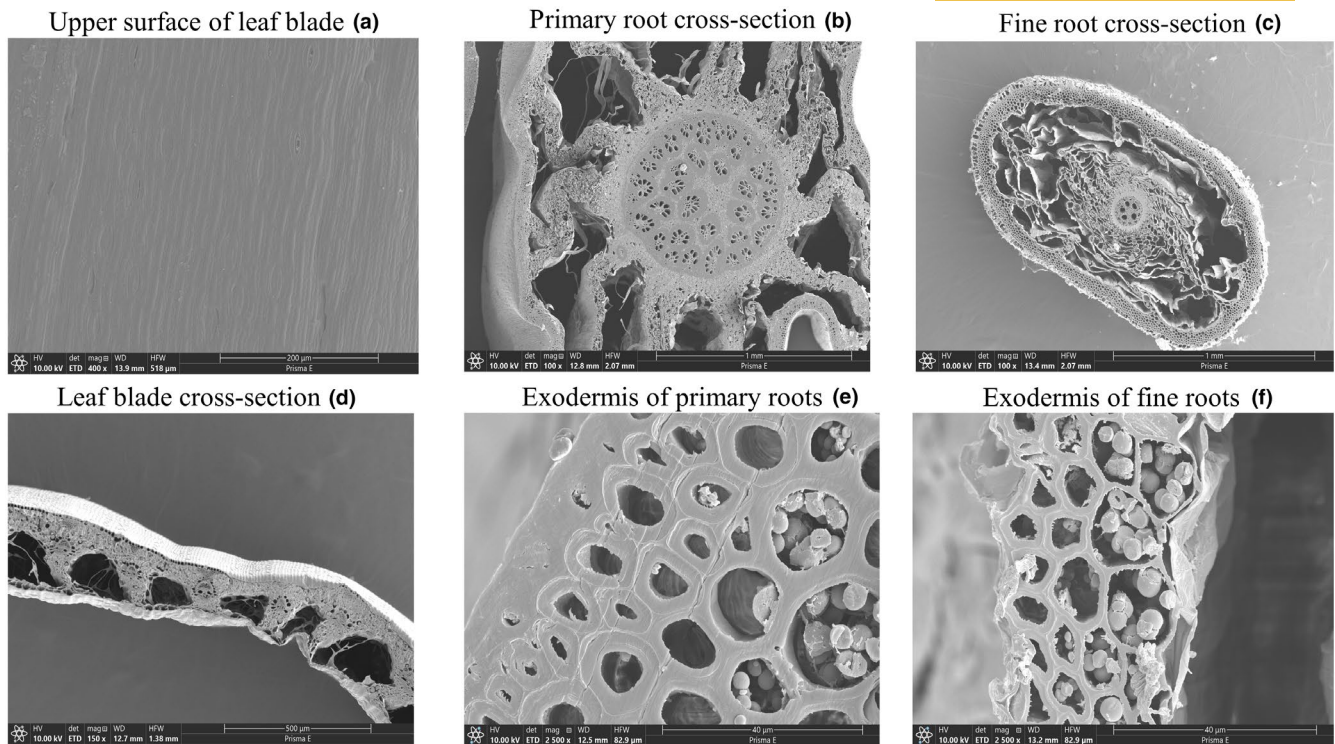 Upper surface of leaf blade (a)
Primary root cross-section (b)
Fine root cross-section (c)
HV det mag WD HFW 200 µm
10.00 kV ETD 400 x 13.9 mm 518 µm Prisma E
HV det mag WD HFW 1 mm
10.00 kV ETD 100 x 12.8 mm 2.07 mm Prisma E
HV det mag WD HFW 1 mm
10.00 kV ETD 100 x 13.4 mm 2.07 mm Prisma E
Leaf blade cross-section (d)
Exodermis of primary roots (e)
Exodermis of fine roots (f)
HV det mag WD HFW 500 µm
10.00 kV ETD 150 x 12.7 mm 1.38 mm Prisma E
HV det mag WD HFW 40 µm
10.00 kV ETD 2 500 x 12.5 mm 82.9 µm Prisma E
HV det mag WD HFW 40 µm
10.00 kV ETD 2 500 x 13.2 mm 82.9 µm Prisma E